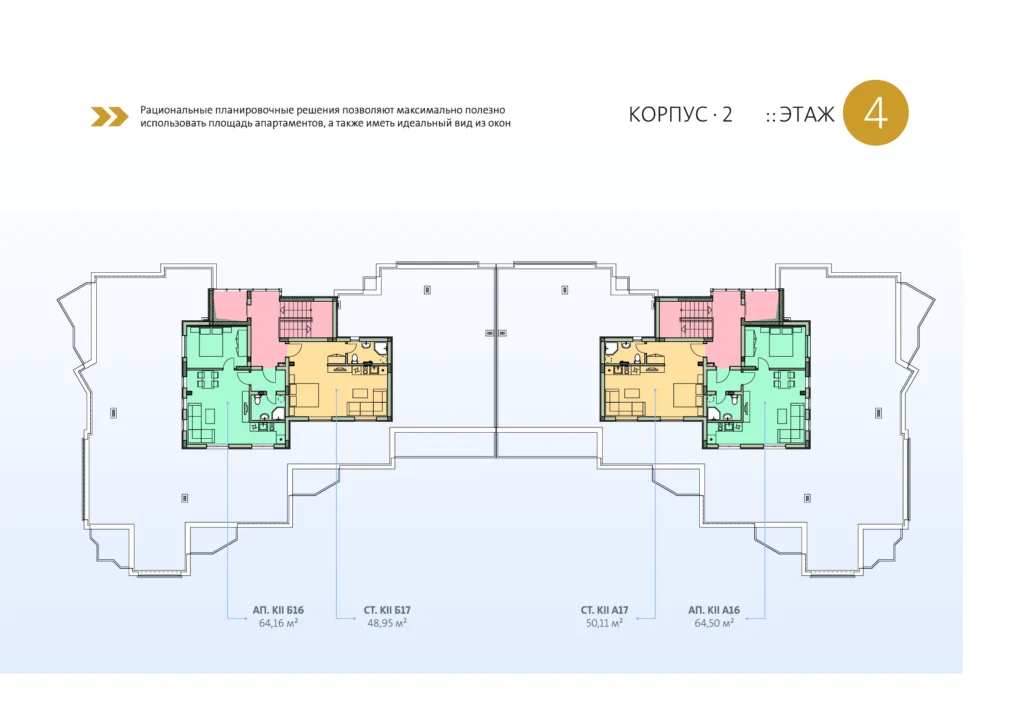 Рациональные планировочные решения позволяют максимально полезно
использовать площадь апартаментов, а также иметь идеальный вид из окон
КОРПУС · 2 :: ЭТАЖ 4
АП. KII Б16
64,16 м²
СТ. KII Б17
48,95 м²
СТ. KII А17
50,11 м²
АП. KII А16
64,50 м²